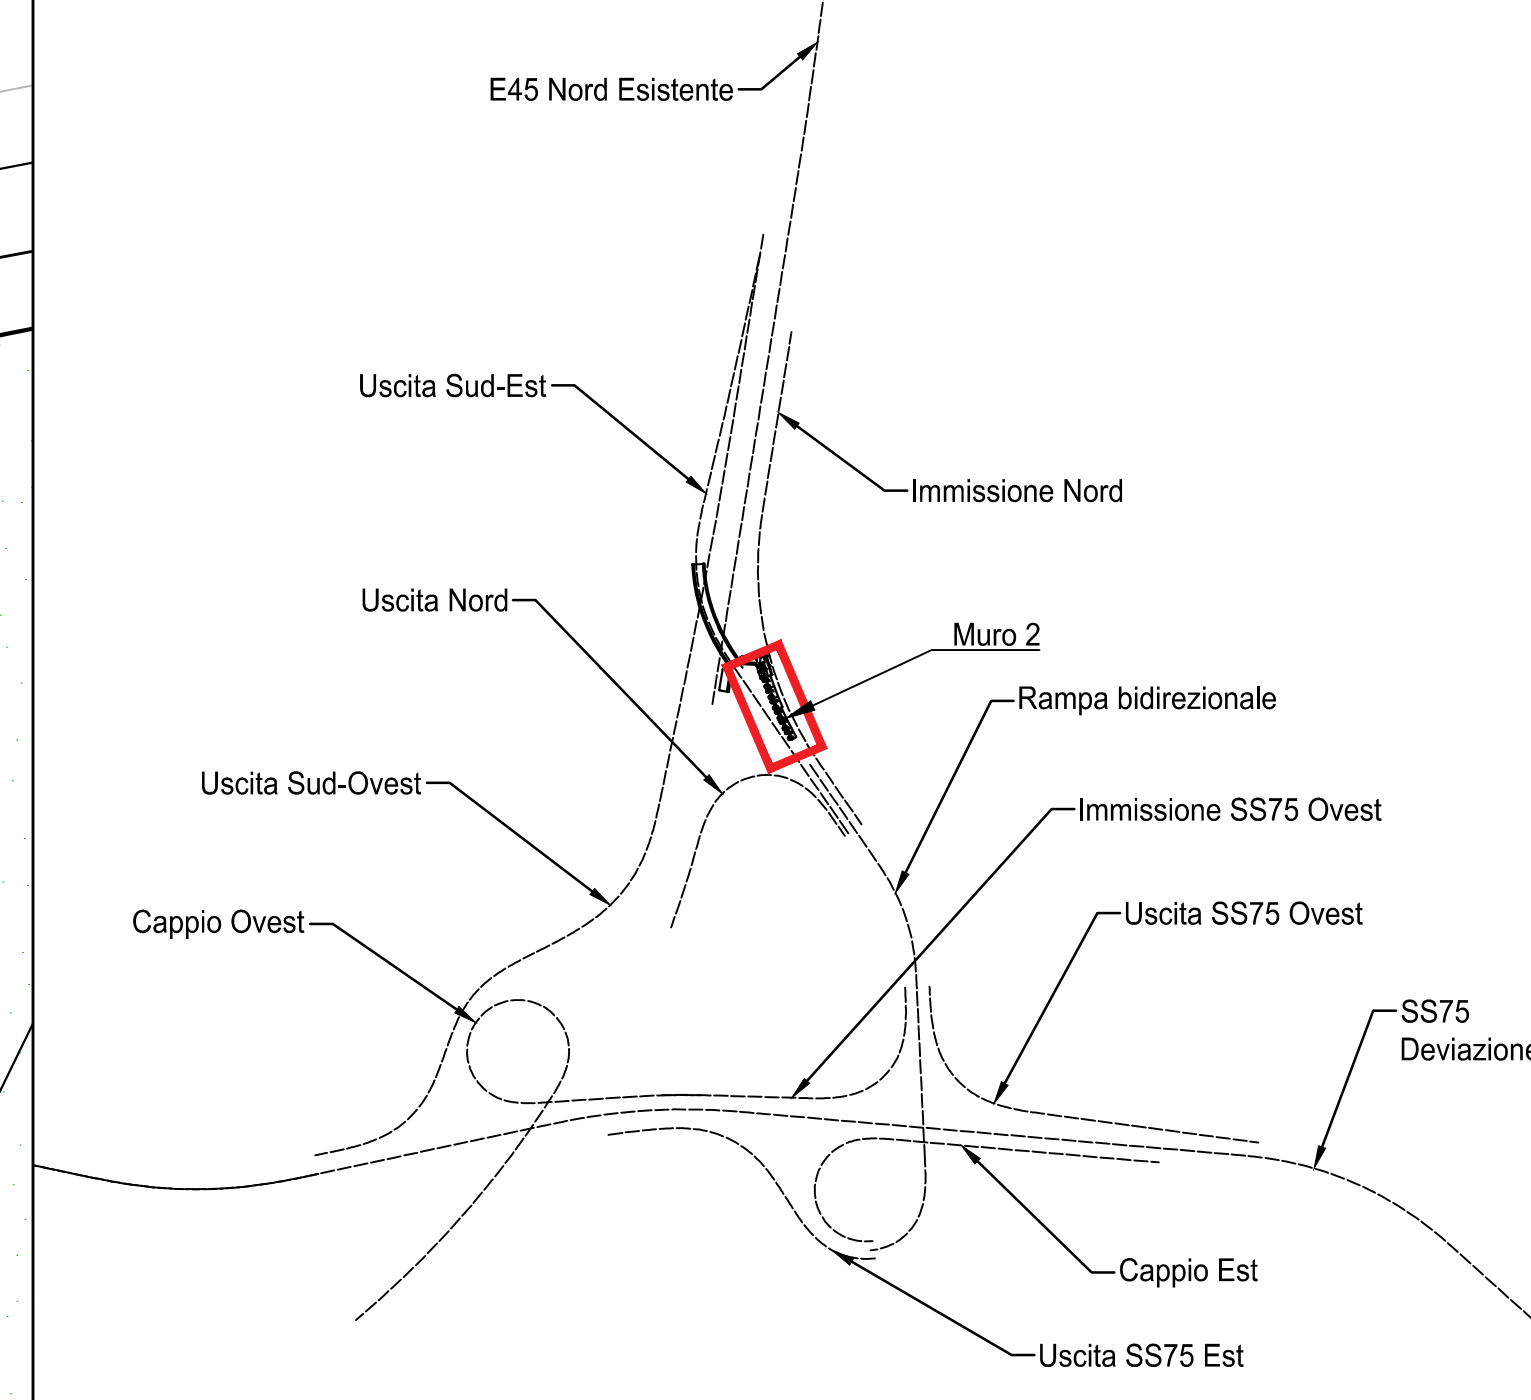 E45 Nord Esistente
Uscita Sud-Est
Immissione Nord
Uscita Nord
Muro 2
Rampa bidirezionale
Uscita Sud-Ovest
Immissione SS75 Ovest
Cappio Ovest
Uscita SS75 Ovest
SS75
Deviazione
Cappio Est
Uscita SS75 Est